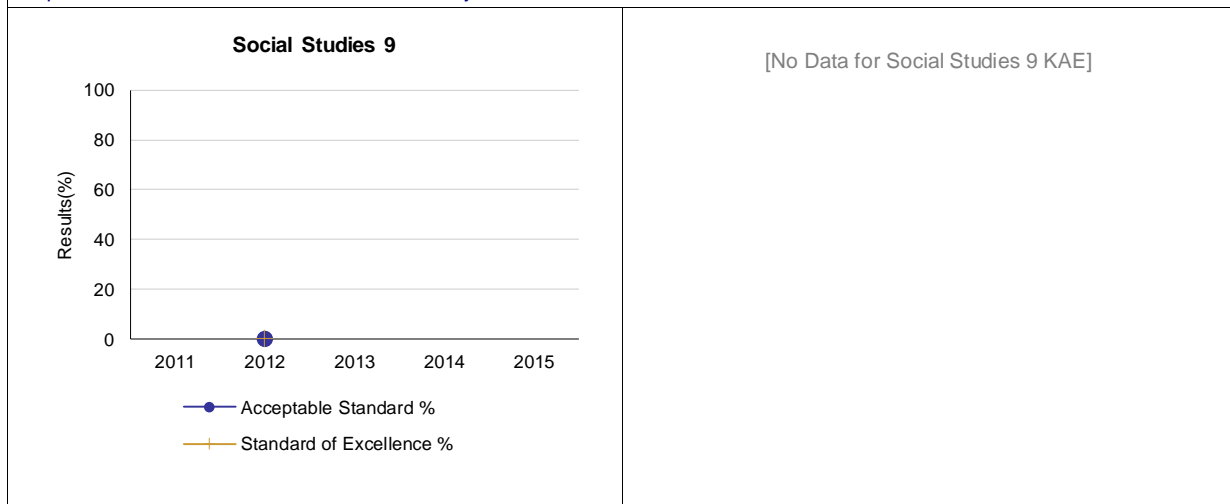 Social Studies 9
Results(%)
100
80
60
40
20
0
2011 2012 2013 2014 2015
Acceptable Standard %
Standard of Excellence %
[No Data for Social Studies 9 KAE]